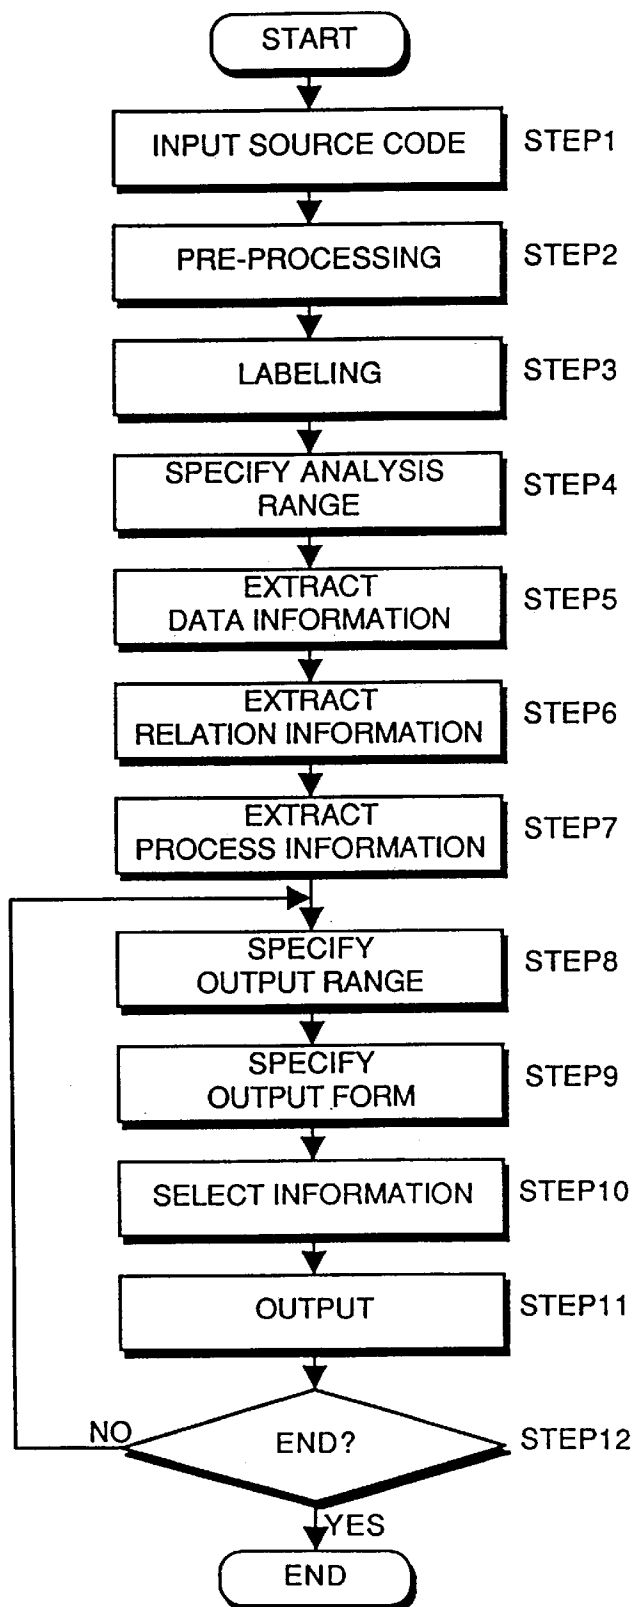 START
INPUT SOURCE CODE STEP1
PRE-PROCESSING STEP2
LABELING STEP3
SPECIFY ANALYSIS
RANGE STEP4
EXTRACT
DATA INFORMATION STEP5
EXTRACT
RELATION INFORMATION STEP6
EXTRACT
PROCESS INFORMATION STEP7
SPECIFY
OUTPUT RANGE STEP8
SPECIFY
OUTPUT FORM STEP9
SELECT INFORMATION STEP10
OUTPUT STEP11
NO END? STEP12
YES
END